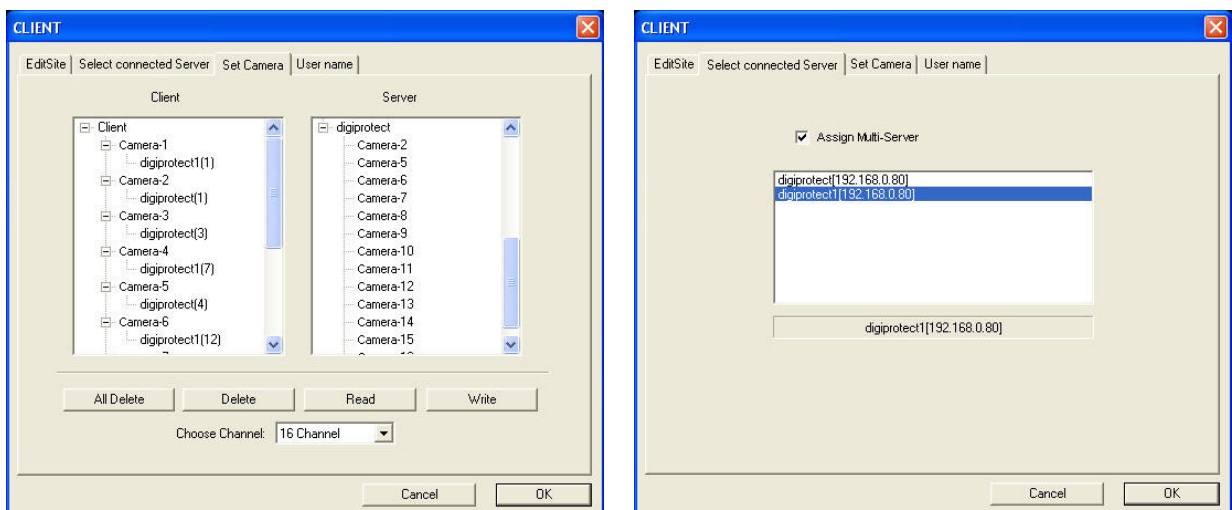 CLIENT
EditSite Select connected Server Set Camera User name
Client
Server
Client
Camera-1
digiprotect1(1)
Camera-2
digiprotect(1)
Camera-3
digiprotect(3)
Camera-4
digiprotect1(7)
Camera-5
digiprotect(4)
Camera-6
digiprotect1(12)
digiprotect
Camera-2
Camera-5
Camera-6
Camera-7
Camera-8
Camera-9
Camera-10
Camera-11
Camera-12
Camera-13
Camera-14
Camera-15
All Delete Delete Read Write
Choose Channel: 16 Channel
Cancel OK
CLIENT
EditSite Select connected Server Set Camera User name
Assign Multi-Server
digiprotect[192.168.0.80]
digiprotect1[192.168.0.80]
digiprotect1[192.168.0.80]
Cancel OK